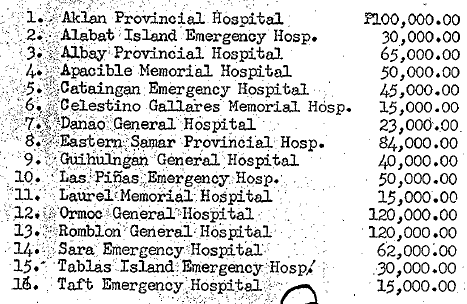 1. Aklan Provincial Hospital ₱100,000.00
2. Alabat Island Emergency Hosp. 30,000.00
3. Albay Provincial Hospital 65,000.00
4. Apacible Memorial Hospital 50,000.00
5. Cataingan Emergency Hospital 45,000.00
6. Celestino Gallares Memorial Hosp. 15,000.00
7. Danao General Hospital 23,000.00
8. Eastern Samar Provincial Hosp. 84,000.00
9. Guihulngan General Hospital 40,000.00
10. Las Piñas Emergency Hosp. 50,000.00
11. Laurel Memorial Hospital 15,000.00
12. Ormoc General Hospital 120,000.00
13. Romblon General Hospital 120,000.00
14. Sara Emergency Hospital 62,000.00
15. Tablas Island Emergency Hosp. 30,000.00
16. Taft Emergency Hospital 15,000.00